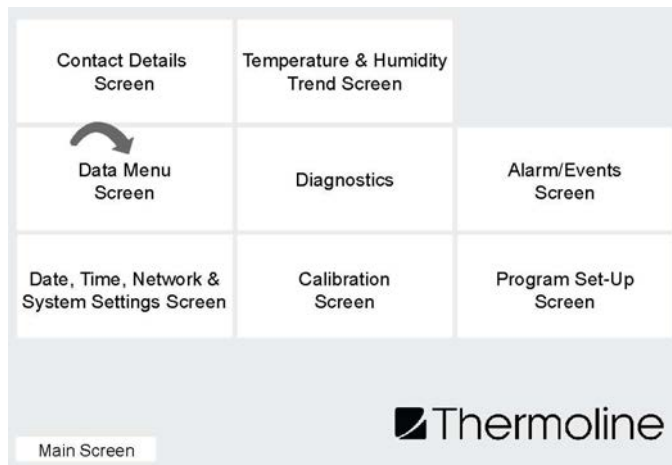 Contact Details
Screen
Temperature & Humidity
Trend Screen
Data Menu
Screen
Diagnostics
Alarm/Events
Screen
Date, Time, Network &
System Settings Screen
Calibration
Screen
Program Set-Up
Screen
Thermoline
Main Screen